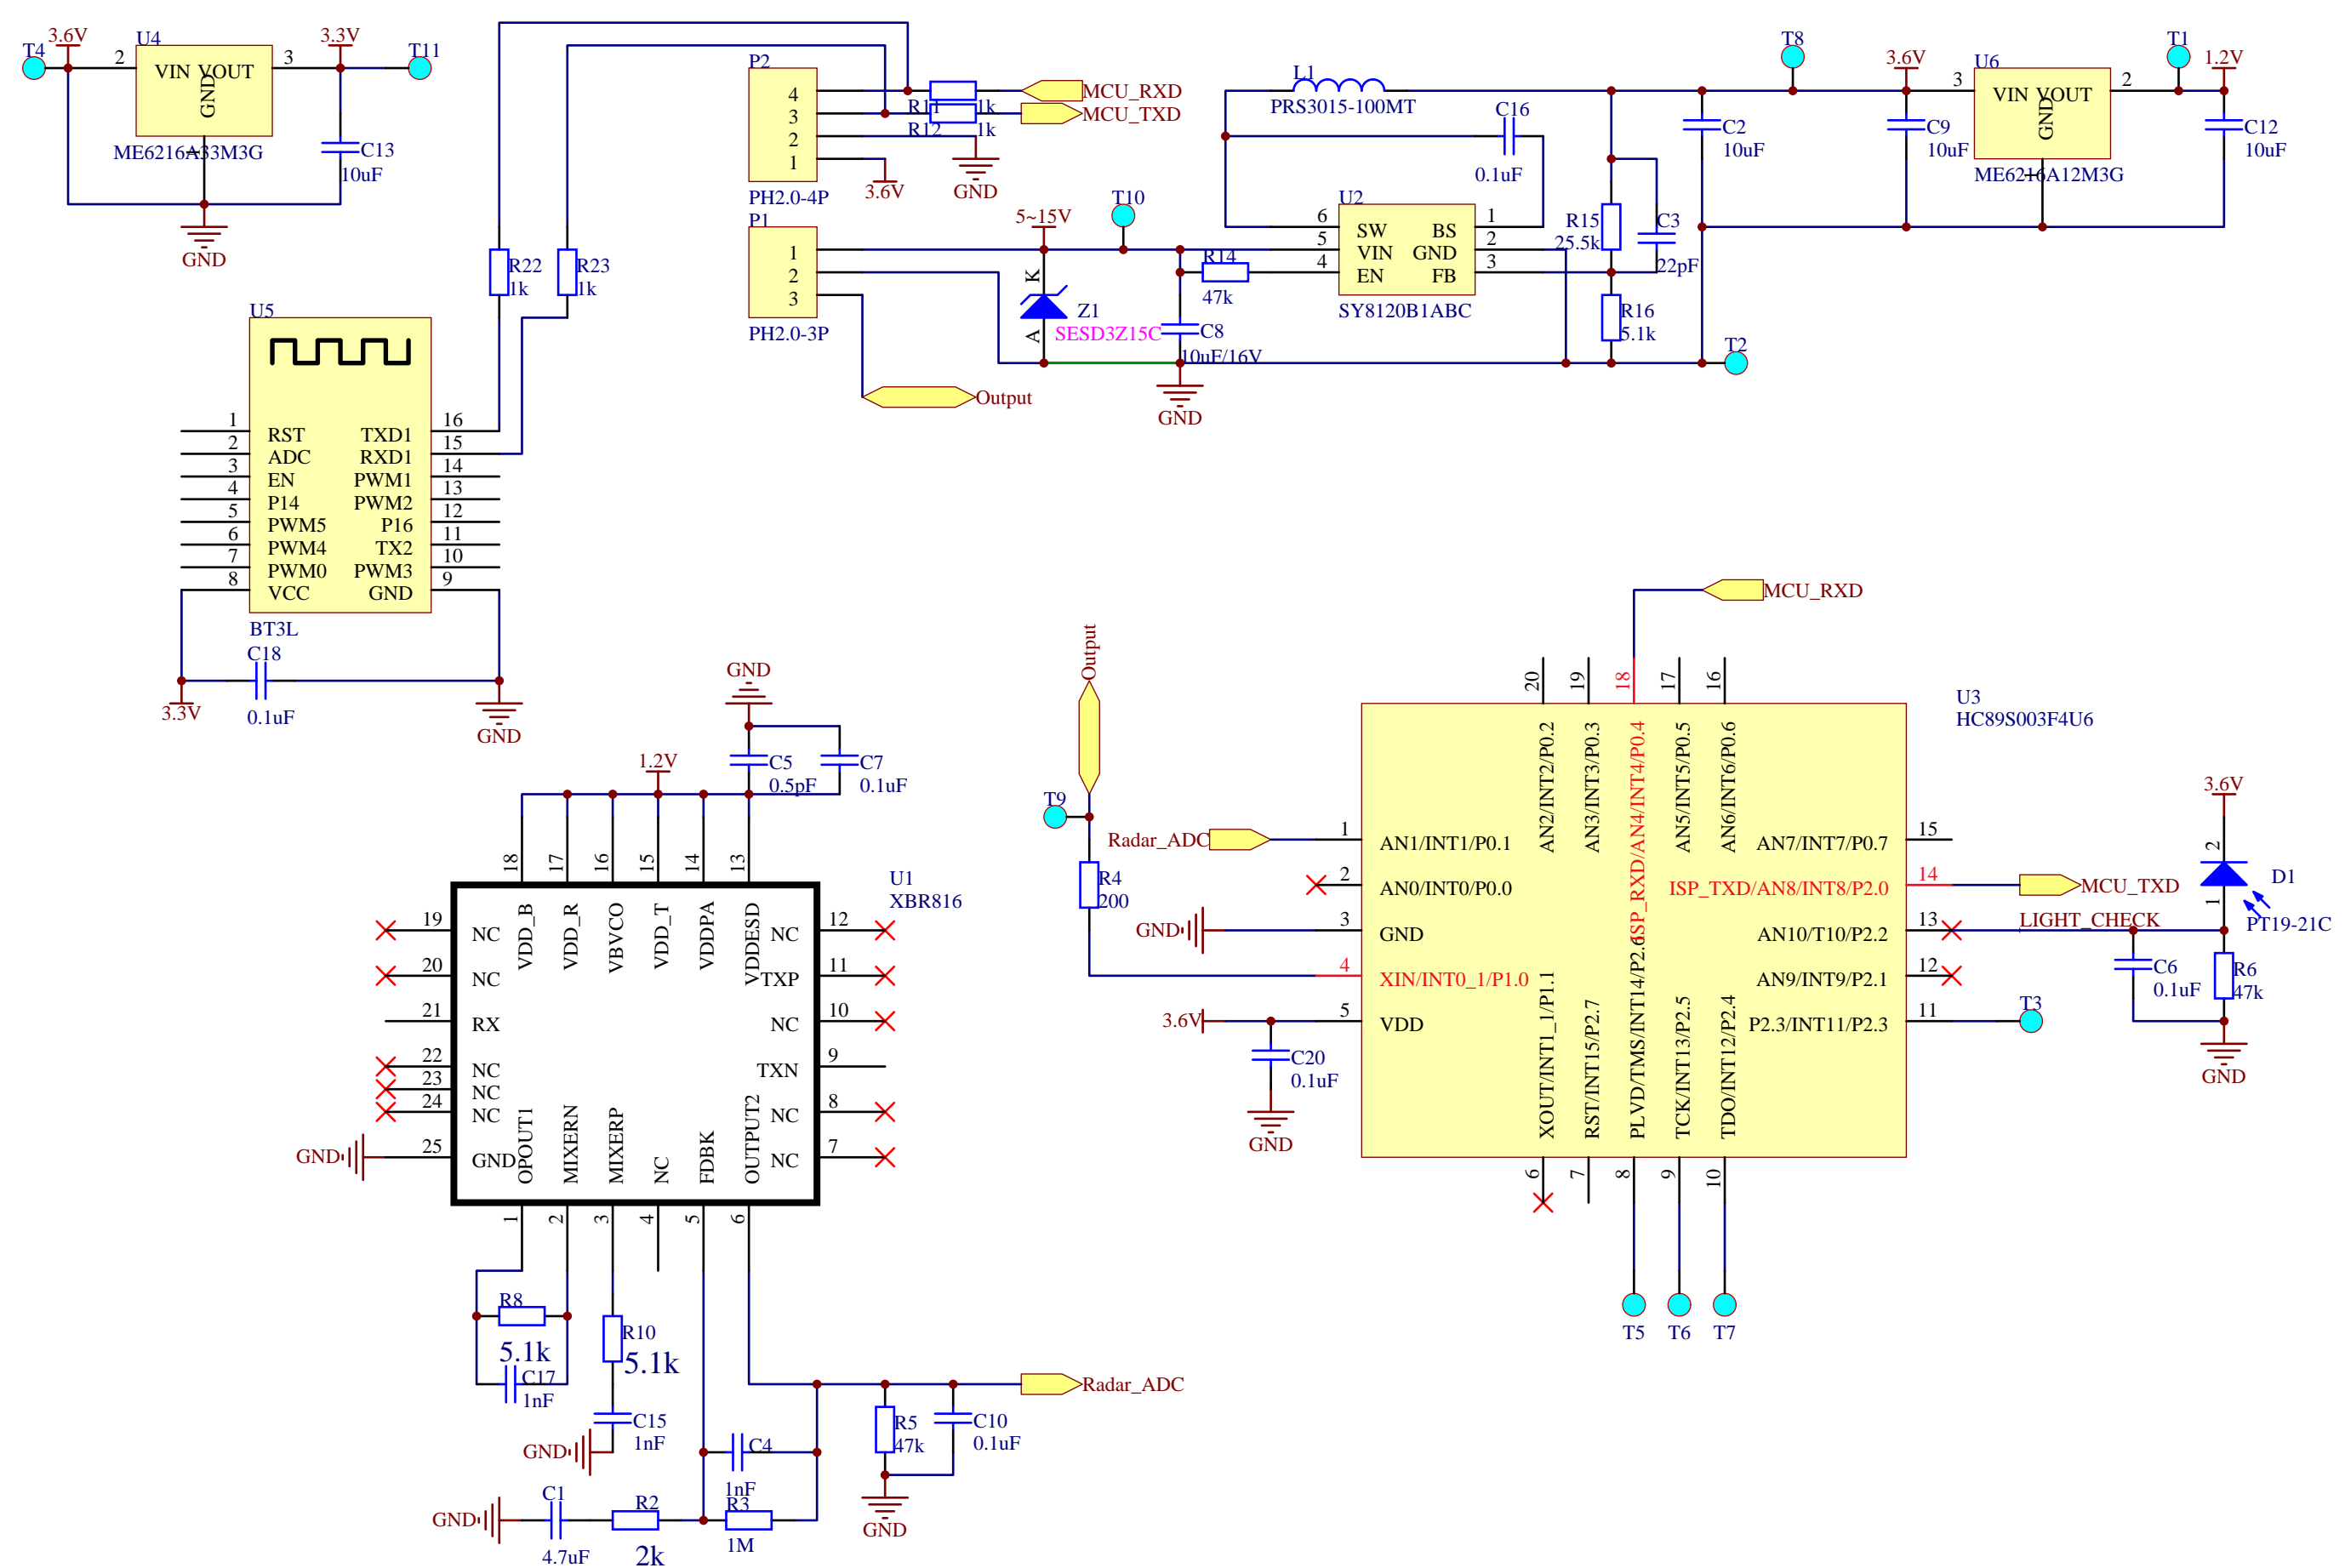 T4
3.6V
U4
2
VIN VOUT
GND
3
3.3V
T11
ME6216A33M3G
1
C13
10uF
GND
P2
4
3
2
1
PH2.0-4P
R11
1k
MCU_RXD
R12
1k
MCU_TXD
GND
3.6V
P1
1
2
3
PH2.0-3P
Output
5~15V
T10
K
A
Z1
SESD3Z15C
C8
10uF/16V
GND
R14
47k
L1
PRS3015-100MT
C16
0.1uF
U2
6
SW
BS
1
5
VIN
GND
2
4
EN
FB
3
SY8120B1ABC
R15
25.5k
C3
22pF
R16
5.1k
T2
T8
C2
10uF
3.6V
C9
10uF
U6
3
VIN VOUT
GND
2
ME6216A12M3G
1
T1
1.2V
C12
10uF
R22
1k
R23
1k
U5
1
RST
TXD1
16
2
ADC
RXD1
15
3
EN
PWM1
14
4
P14
PWM2
13
5
PWM5
P16
12
6
PWM4
TX2
11
7
PWM0
PWM3
10
8
VCC
GND
9
BT3L
C18
0.1uF
3.3V
GND
GND
C5
0.5pF
C7
0.1uF
1.2V
U1
XBR816
18
17
16
15
14
13
VDD_B
VDD_R
VBVCO
VDD_T
VDDPA
VDDESD
19
NC
NC
12
20
NC
TXP
11
21
RX
NC
10
22
NC
TXN
9
23
NC
24
NC
NC
8
25
GND
NC
7
GND
OPOUT1
MIXERN
MIXERP
NC
FDBK
OUTPUT2
1
2
3
4
5
6
R8
5.1k
C17
1nF
R10
5.1k
C15
1nF
GND
C4
1nF
R3
1M
GND
C1
4.7uF
R2
2k
R5
47k
C10
0.1uF
GND
Radar_ADC
Output
T9
R4
200
Radar_ADC
GND
3.6V
C20
0.1uF
GND
MCU_RXD
U3
HC89S003F4U6
20
19
18
17
16
AN2/INT2/P0.2
AN3/INT3/P0.3
ISP_RXD/AN4/INT4/P0.4
AN5/INT5/P0.5
AN6/INT6/P0.6
1
AN1/INT1/P0.1
2
AN0/INT0/P0.0
3
GND
4
XIN/INT0_1/P1.0
5
VDD
AN7/INT7/P0.7
15
ISP_TXD/AN8/INT8/P2.0
14
AN10/T10/P2.2
13
AN9/INT9/P2.1
12
P2.3/INT11/P2.3
11
XOUT/INT1_1/P1.1
RST/INT15/P2.7
PLVD/TMS/INT14/P2.6
TCK/INT13/P2.5
TDO/INT12/P2.4
6
7
8
9
10
T5
T6
T7
MCU_TXD
LIGHT_CHECK
T3
3.6V
2
1
D1
PT19-21C
C6
0.1uF
R6
47k
GND